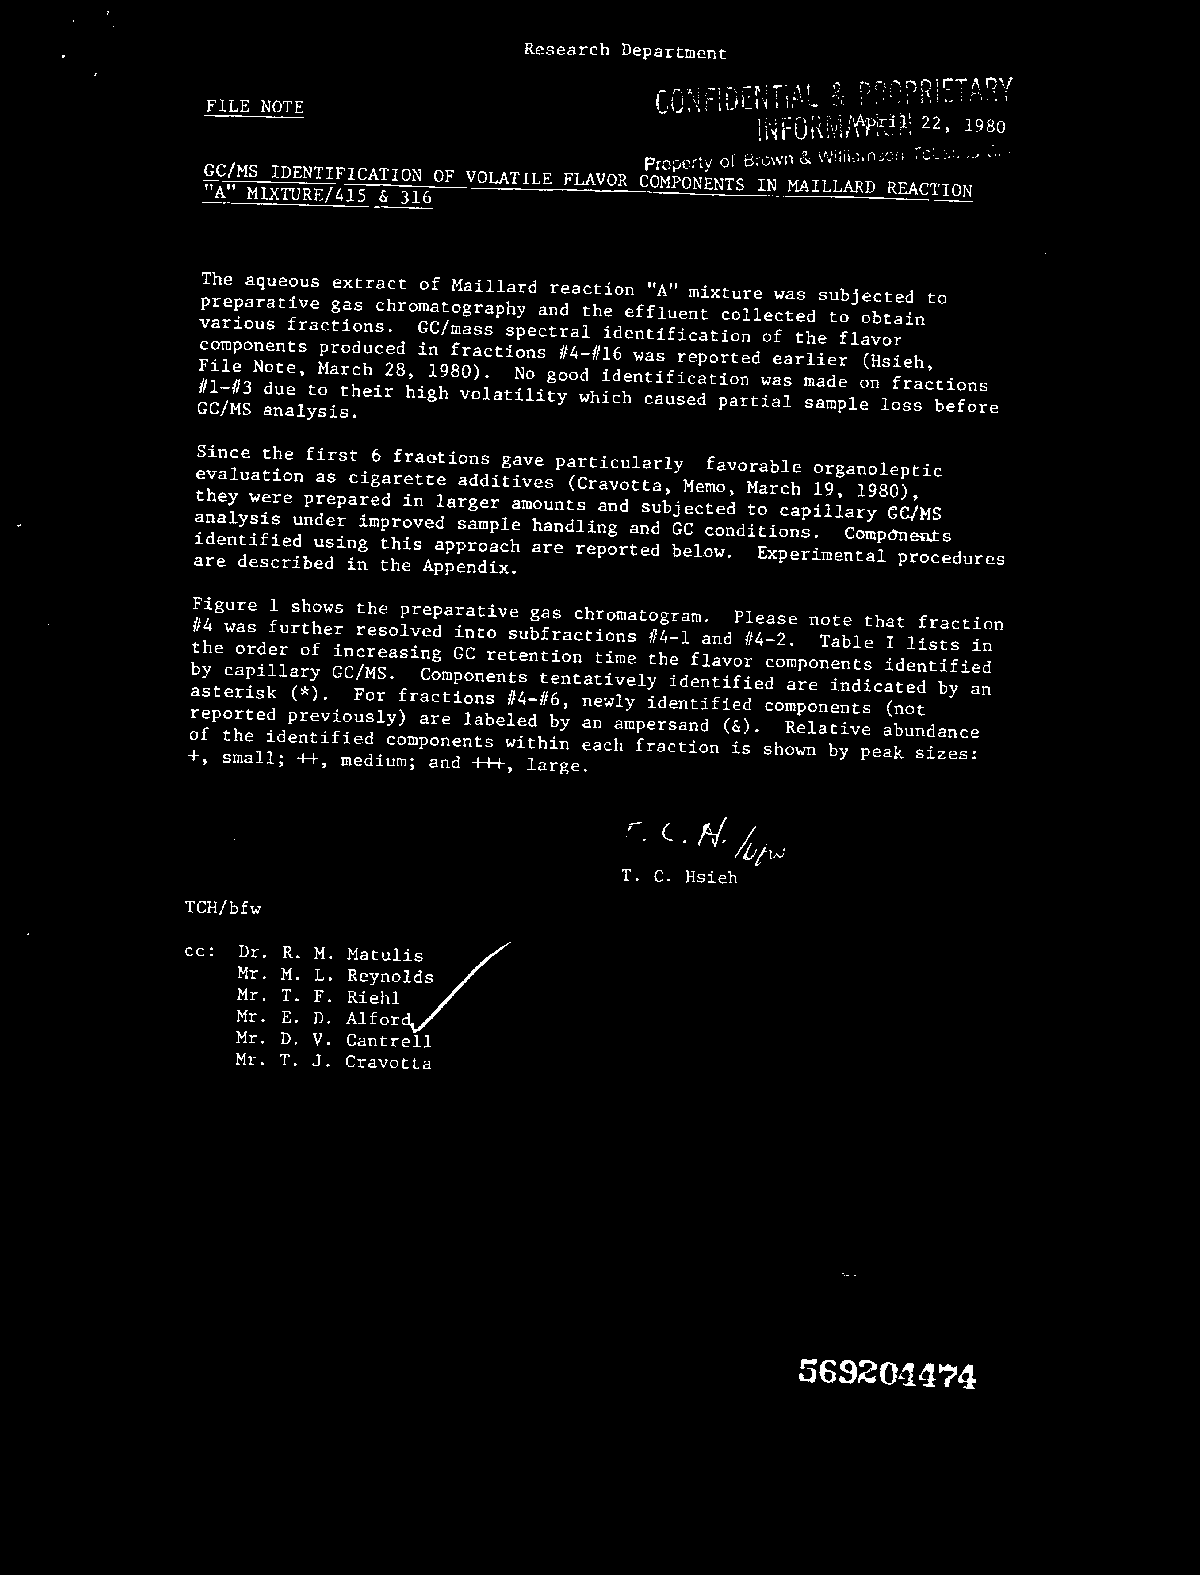 Research Department
FILE NOTE
CONFIDENTIAL & PROPRIETARY
INFORMATION
April 22, 1980
Property of Brown & Williamson
GC/MS IDENTIFICATION OF VOLATILE FLAVOR COMPONENTS IN MAILLARD REACTION
"A" MIXTURE/415 & 316
The aqueous extract of Maillard reaction "A" mixture was subjected to
preparative gas chromatography and the effluent collected to obtain
various fractions. GC/mass spectral identification of the flavor
components produced in fractions #4-#16 was reported earlier (Hsieh,
File Note, March 28, 1980). No good identification was made on fractions
#1-#3 due to their high volatility which caused partial sample loss before
GC/MS analysis.
Since the first 6 fractions gave particularly favorable organoleptic
evaluation as cigarette additives (Cravotta, Memo, March 19, 1980),
they were prepared in larger amounts and subjected to capillary GC/MS
analysis under improved sample handling and GC conditions. Components
identified using this approach are reported below. Experimental procedures
are described in the Appendix.
Figure 1 shows the preparative gas chromatogram. Please note that fraction
#4 was further resolved into subfractions #4-1 and #4-2. Table I lists in
the order of increasing GC retention time the flavor components identified
by capillary GC/MS. Components tentatively identified are indicated by an
asterisk (*). For fractions #4-#6, newly identified components (not
reported previously) are labeled by an ampersand (&). Relative abundance
of the identified components within each fraction is shown by peak sizes:
+, small; ++, medium; and +++, large.
T. C. H. /bfw
T. C. Hsieh
TCH/bfw
cc: Dr. R. M. Matulis
Mr. M. L. Reynolds
Mr. T. F. Riehl
Mr. E. D. Alford
Mr. D. V. Cantrell
Mr. T. J. Cravotta
569204474